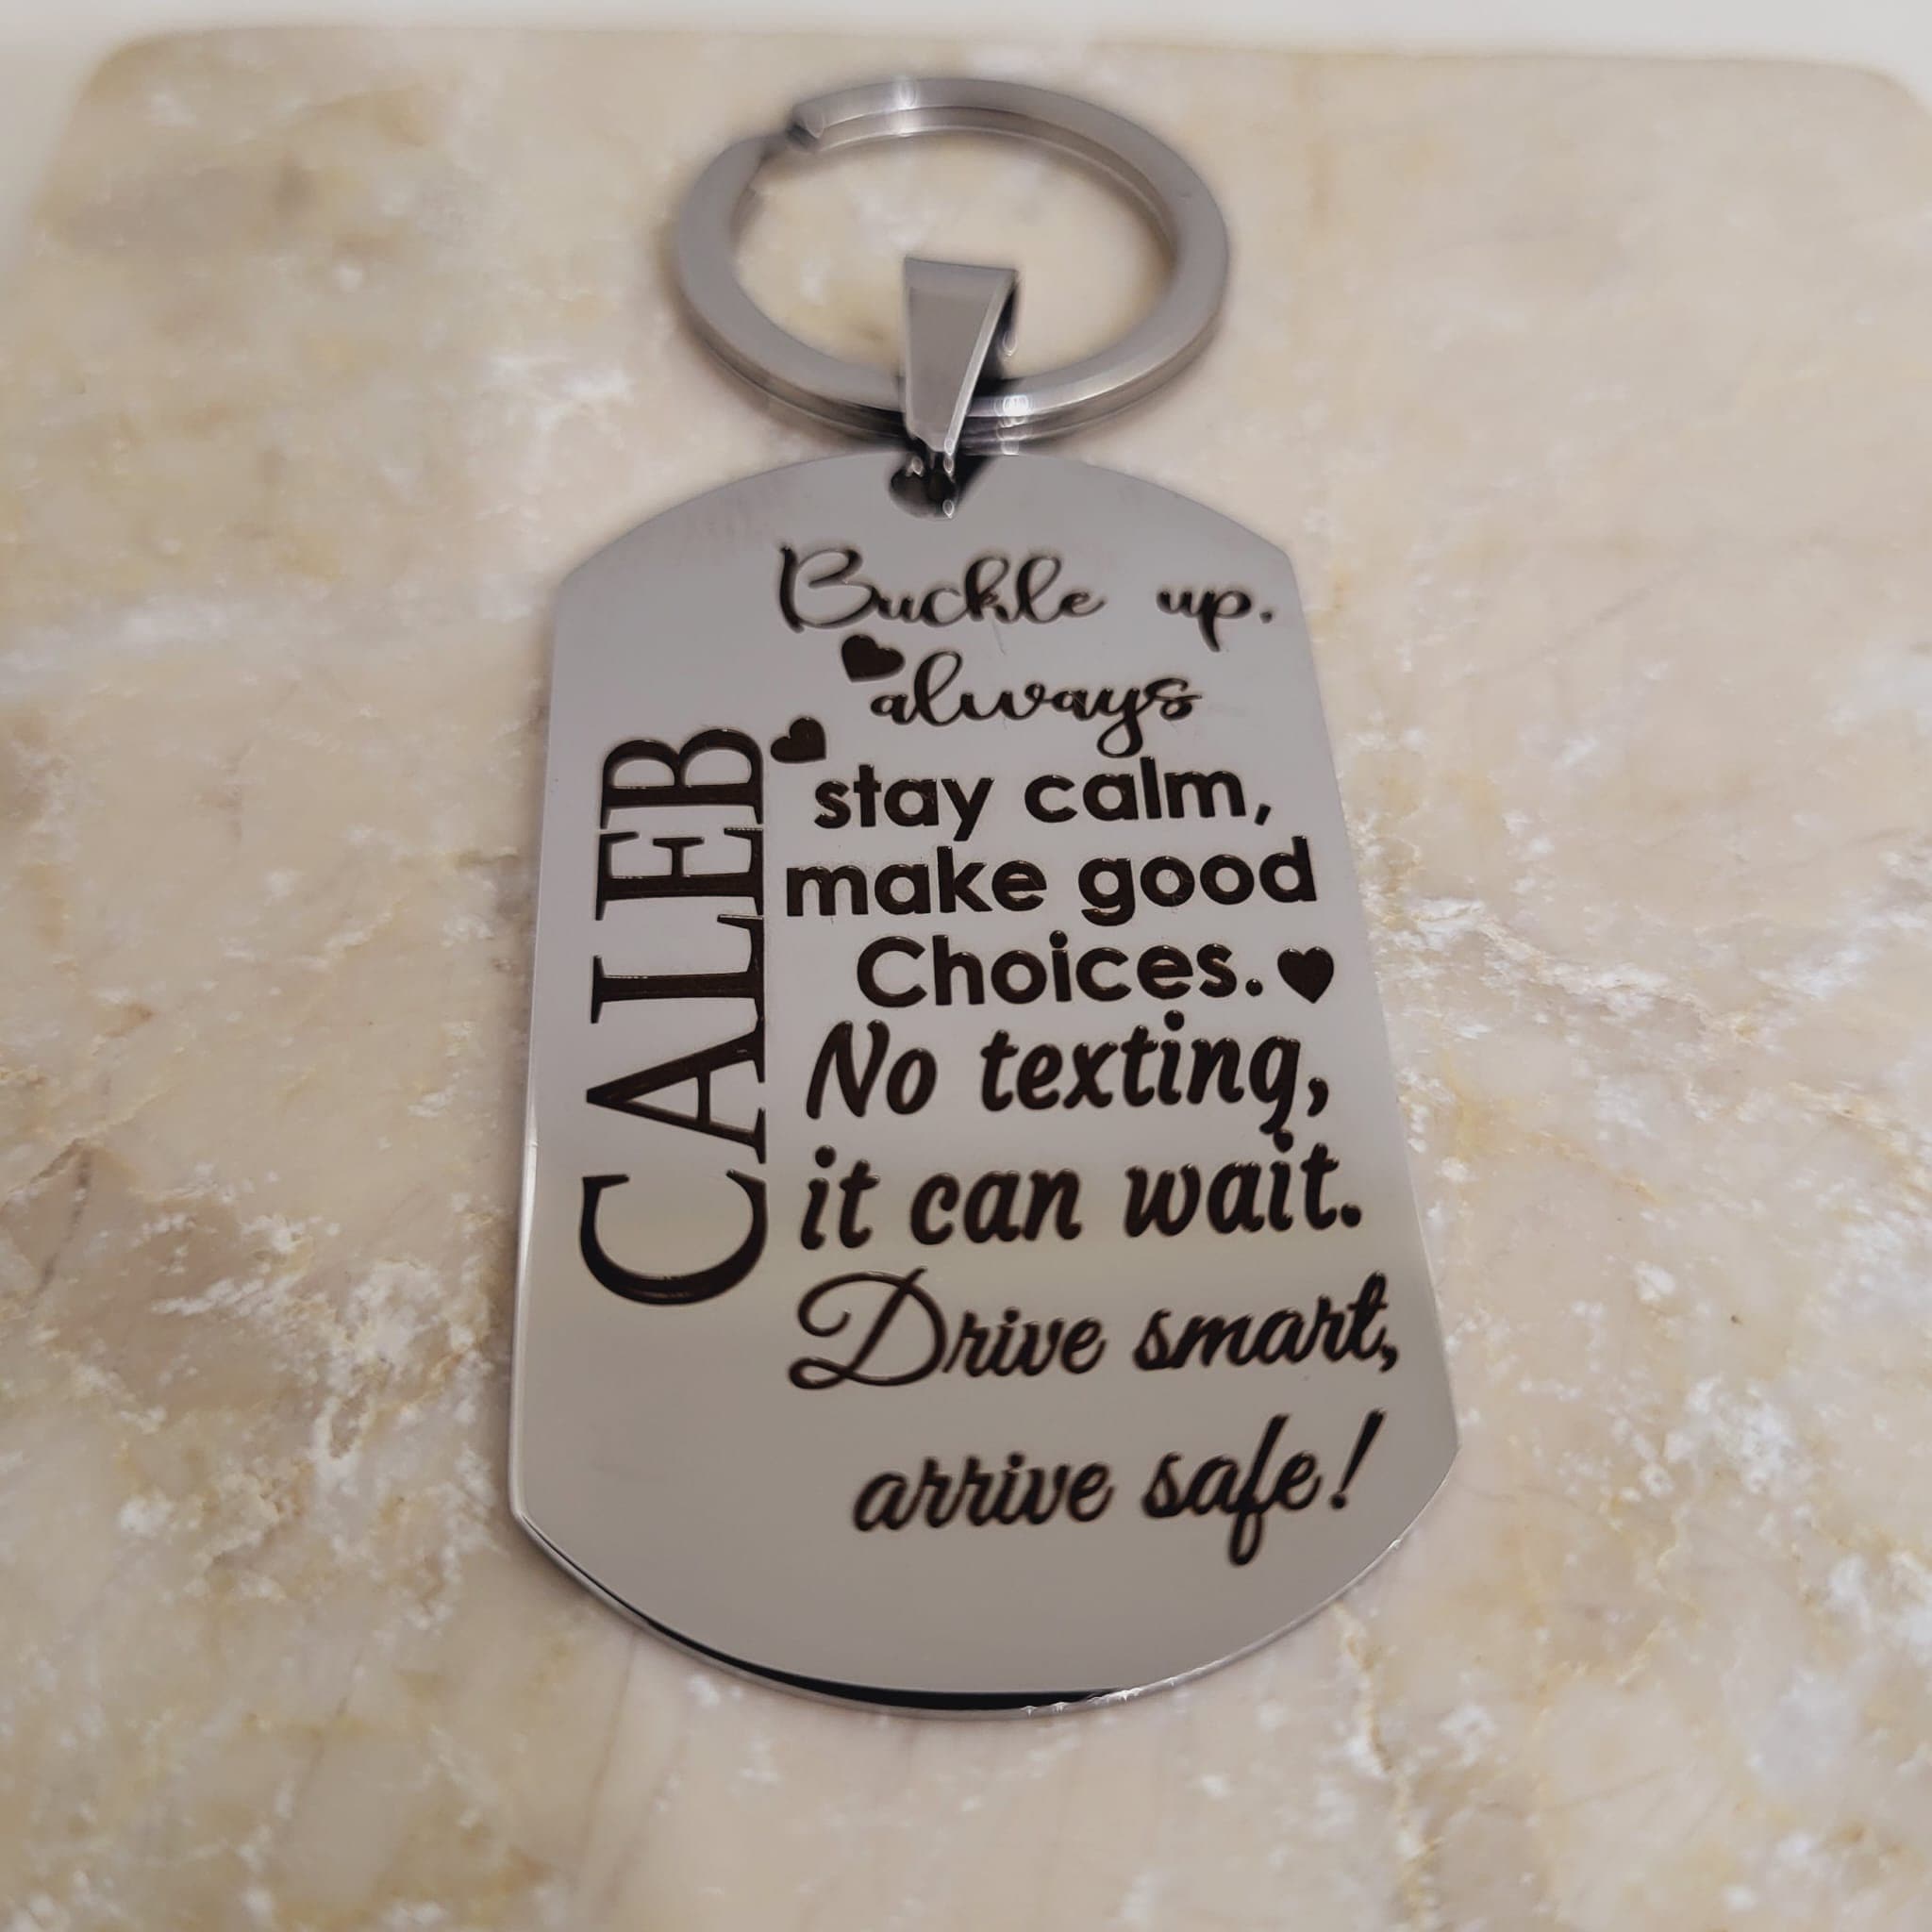 CALEB
Buckle up.
always
stay calm,
make good
Choices.
No texting,
it can wait.
Drive smart,
arrive safe!